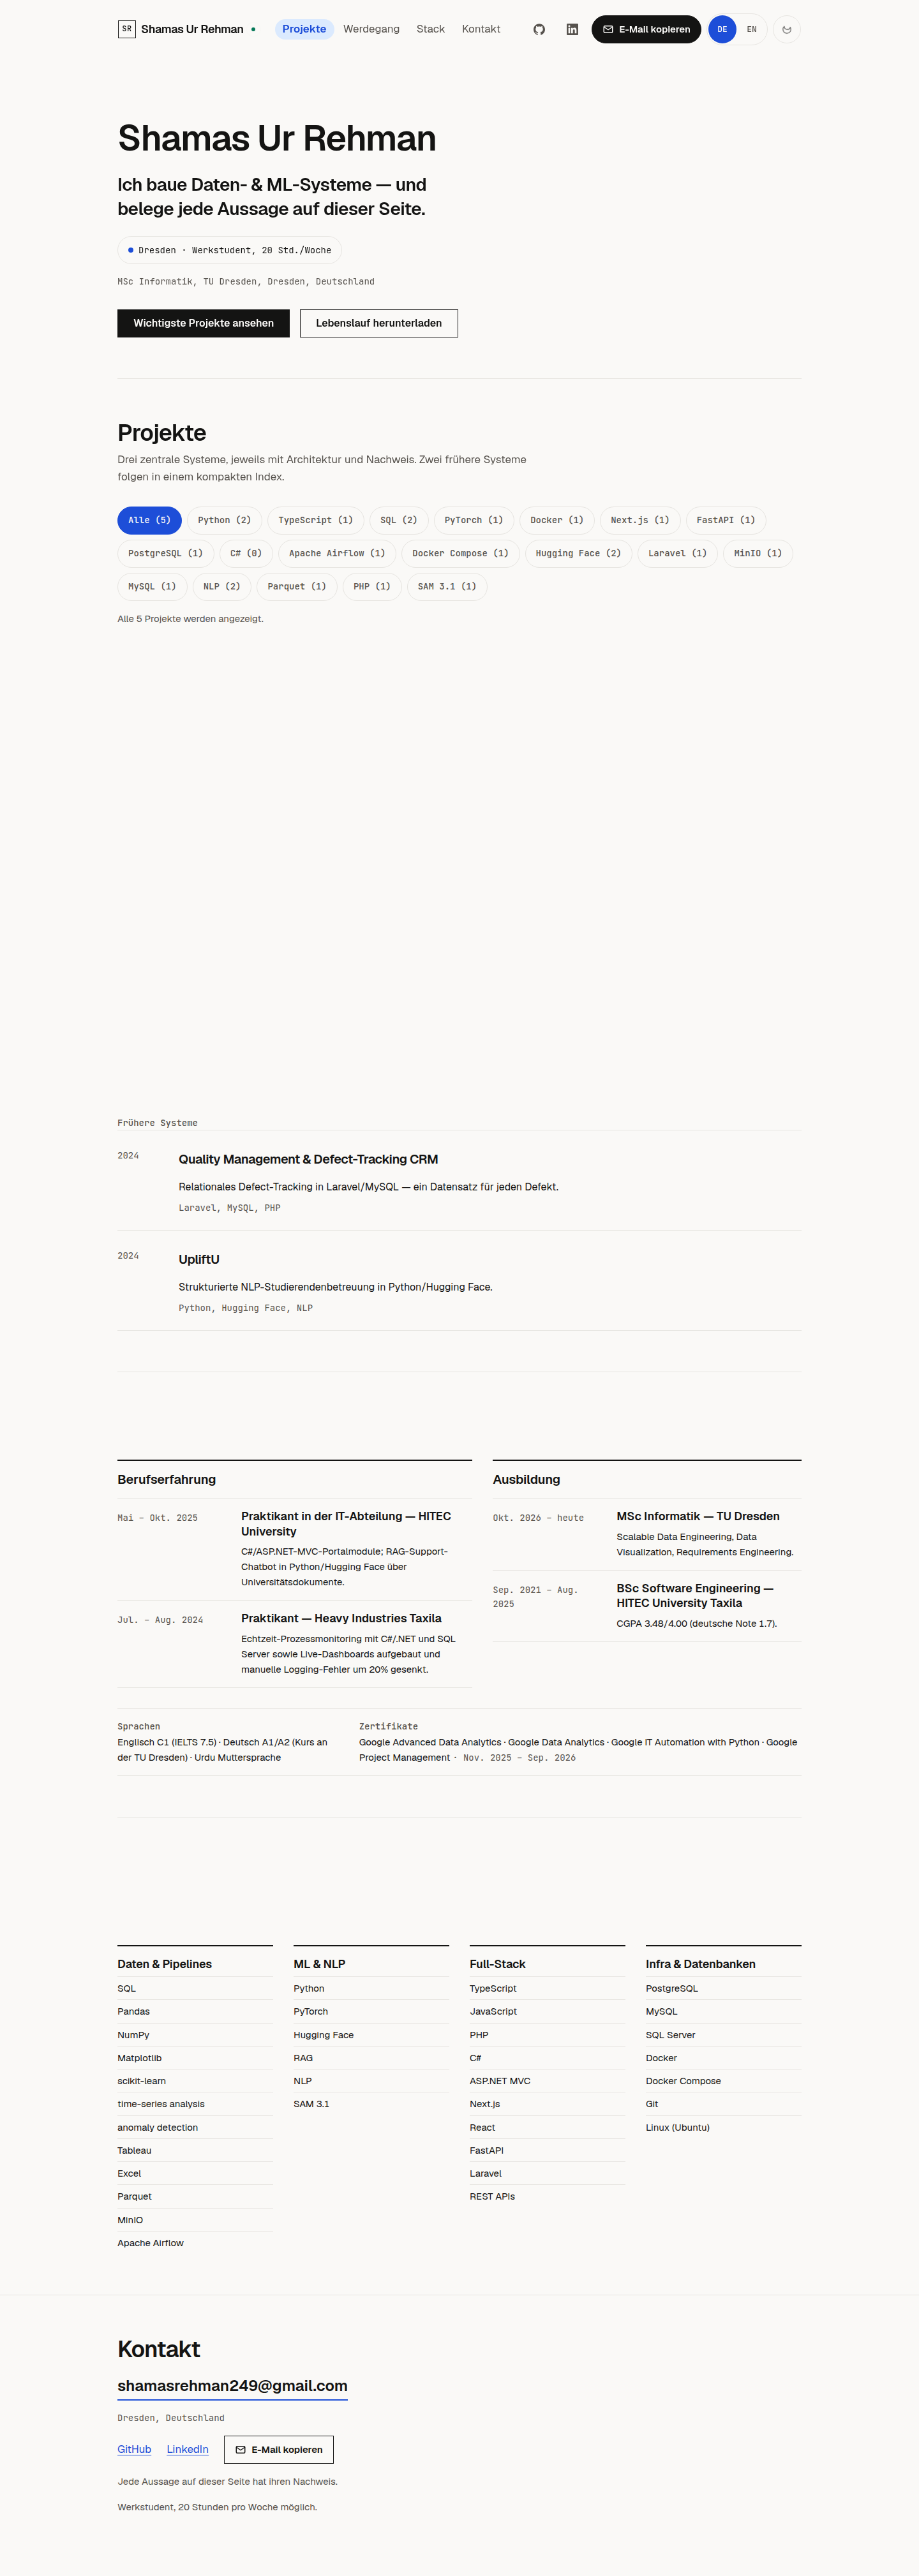 SR Shamas Ur Rehman Projekte Werdegang Stack Kontakt E-Mail kopieren DE EN
Shamas Ur Rehman
Ich baue Daten- & ML-Systeme — und
belege jede Aussage auf dieser Seite.
Dresden · Werkstudent, 20 Std./Woche
MSc Informatik, TU Dresden, Dresden, Deutschland
Wichtigste Projekte ansehen Lebenslauf herunterladen
Projekte
Drei zentrale Systeme, jeweils mit Architektur und Nachweis. Zwei frühere Systeme
folgen in einem kompakten Index.
Alle (5) Python (2) TypeScript (1) SQL (2) PyTorch (1) Docker (1) Next.js (1) FastAPI (1)
PostgreSQL (1) C# (0) Apache Airflow (1) Docker Compose (1) Hugging Face (2) Laravel (1) MinIO (1)
MySQL (1) NLP (2) Parquet (1) PHP (1) SAM 3.1 (1)
Alle 5 Projekte werden angezeigt.
Frühere Systeme
2024 Quality Management & Defect-Tracking CRM
Relationales Defect-Tracking in Laravel/MySQL — ein Datensatz für jeden Defekt.
Laravel, MySQL, PHP
2024 UpliftU
Strukturierte NLP-Studierendenbetreuung in Python/Hugging Face.
Python, Hugging Face, NLP
Berufserfahrung
Mai – Okt. 2025 Praktikant in der IT-Abteilung — HITEC
University
C#/ASP.NET-MVC-Portalmodule; RAG-Support-
Chatbot in Python/Hugging Face über
Universitätsdokumente.
Jul. – Aug. 2024 Praktikant — Heavy Industries Taxila
Echtzeit-Prozessmonitoring mit C#/.NET und SQL
Server sowie Live-Dashboards aufgebaut und
manuelle Logging-Fehler um 20% gesenkt.
Ausbildung
Okt. 2026 – heute MSc Informatik — TU Dresden
Scalable Data Engineering, Data
Visualization, Requirements Engineering.
Sep. 2021 – Aug.
2025
BSc Software Engineering —
HITEC University Taxila
CGPA 3.48/4.00 (deutsche Note 1.7).
Sprachen
Englisch C1 (IELTS 7.5) · Deutsch A1/A2 (Kurs an
der TU Dresden) · Urdu Muttersprache
Zertifikate
Google Advanced Data Analytics · Google Data Analytics · Google IT Automation with Python · Google
Project Management · Nov. 2025 – Sep. 2026
Daten & Pipelines
SQL
Pandas
NumPy
Matplotlib
scikit-learn
time-series analysis
anomaly detection
Tableau
Excel
Parquet
MinIO
Apache Airflow
ML & NLP
Python
PyTorch
Hugging Face
RAG
NLP
SAM 3.1
Full-Stack
TypeScript
JavaScript
PHP
C#
ASP.NET MVC
Next.js
React
FastAPI
Laravel
REST APIs
Infra & Datenbanken
PostgreSQL
MySQL
SQL Server
Docker
Docker Compose
Git
Linux (Ubuntu)
Kontakt
shamasrehman249@gmail.com
Dresden, Deutschland
GitHub LinkedIn E-Mail kopieren
Jede Aussage auf dieser Seite hat ihren Nachweis.
Werkstudent, 20 Stunden pro Woche möglich.